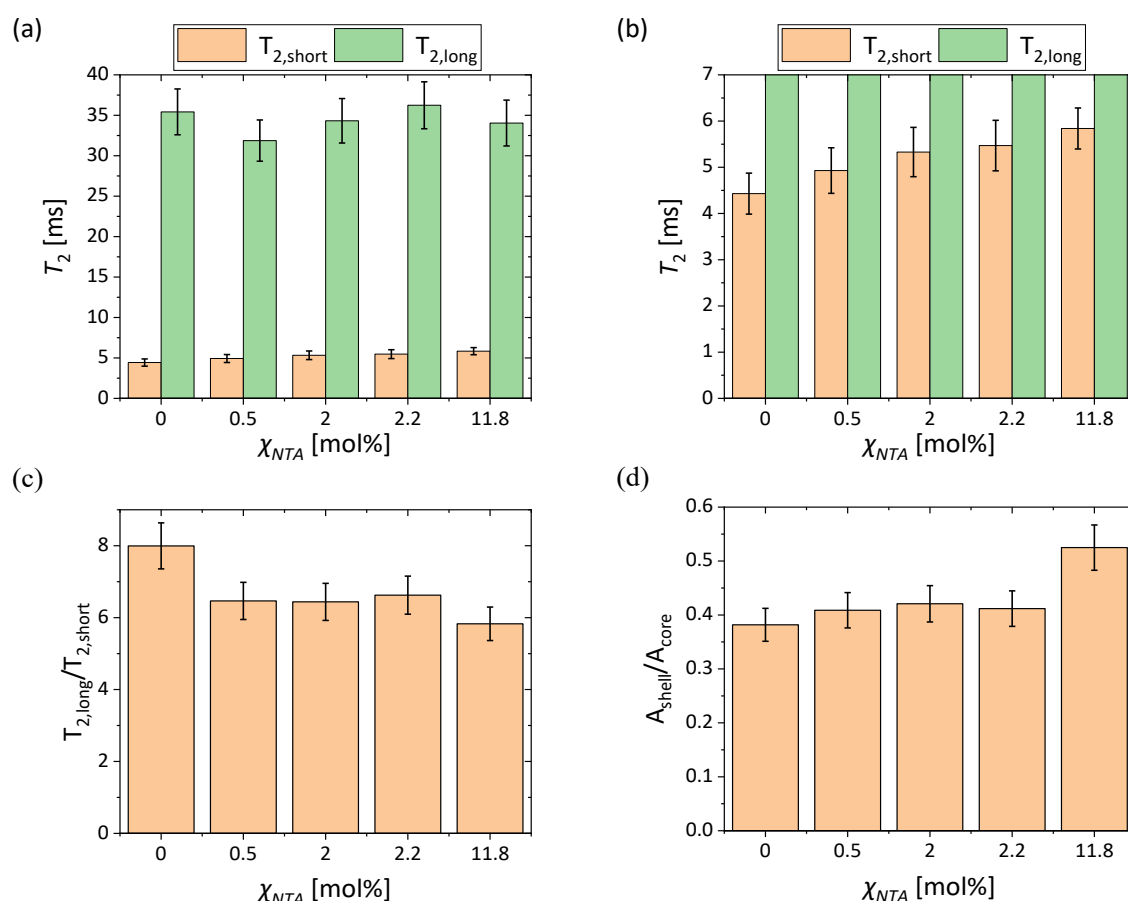 (a)
T2,short T2,long
40
35
30
25
20
15
10
5
0
T2 [ms]
0 0.5 2 2.2 11.8
χNTA [mol%]
(b)
T2,short T2,long
7
6
5
4
3
2
1
0
T2 [ms]
0 0.5 2 2.2 11.8
χNTA [mol%]
(c)
8
6
4
2
0
T2,long/T2,short
0 0.5 2 2.2 11.8
χNTA [mol%]
(d)
0.6
0.5
0.4
0.3
0.2
0.1
0.0
Ashell/Acore
0 0.5 2 2.2 11.8
χNTA [mol%]